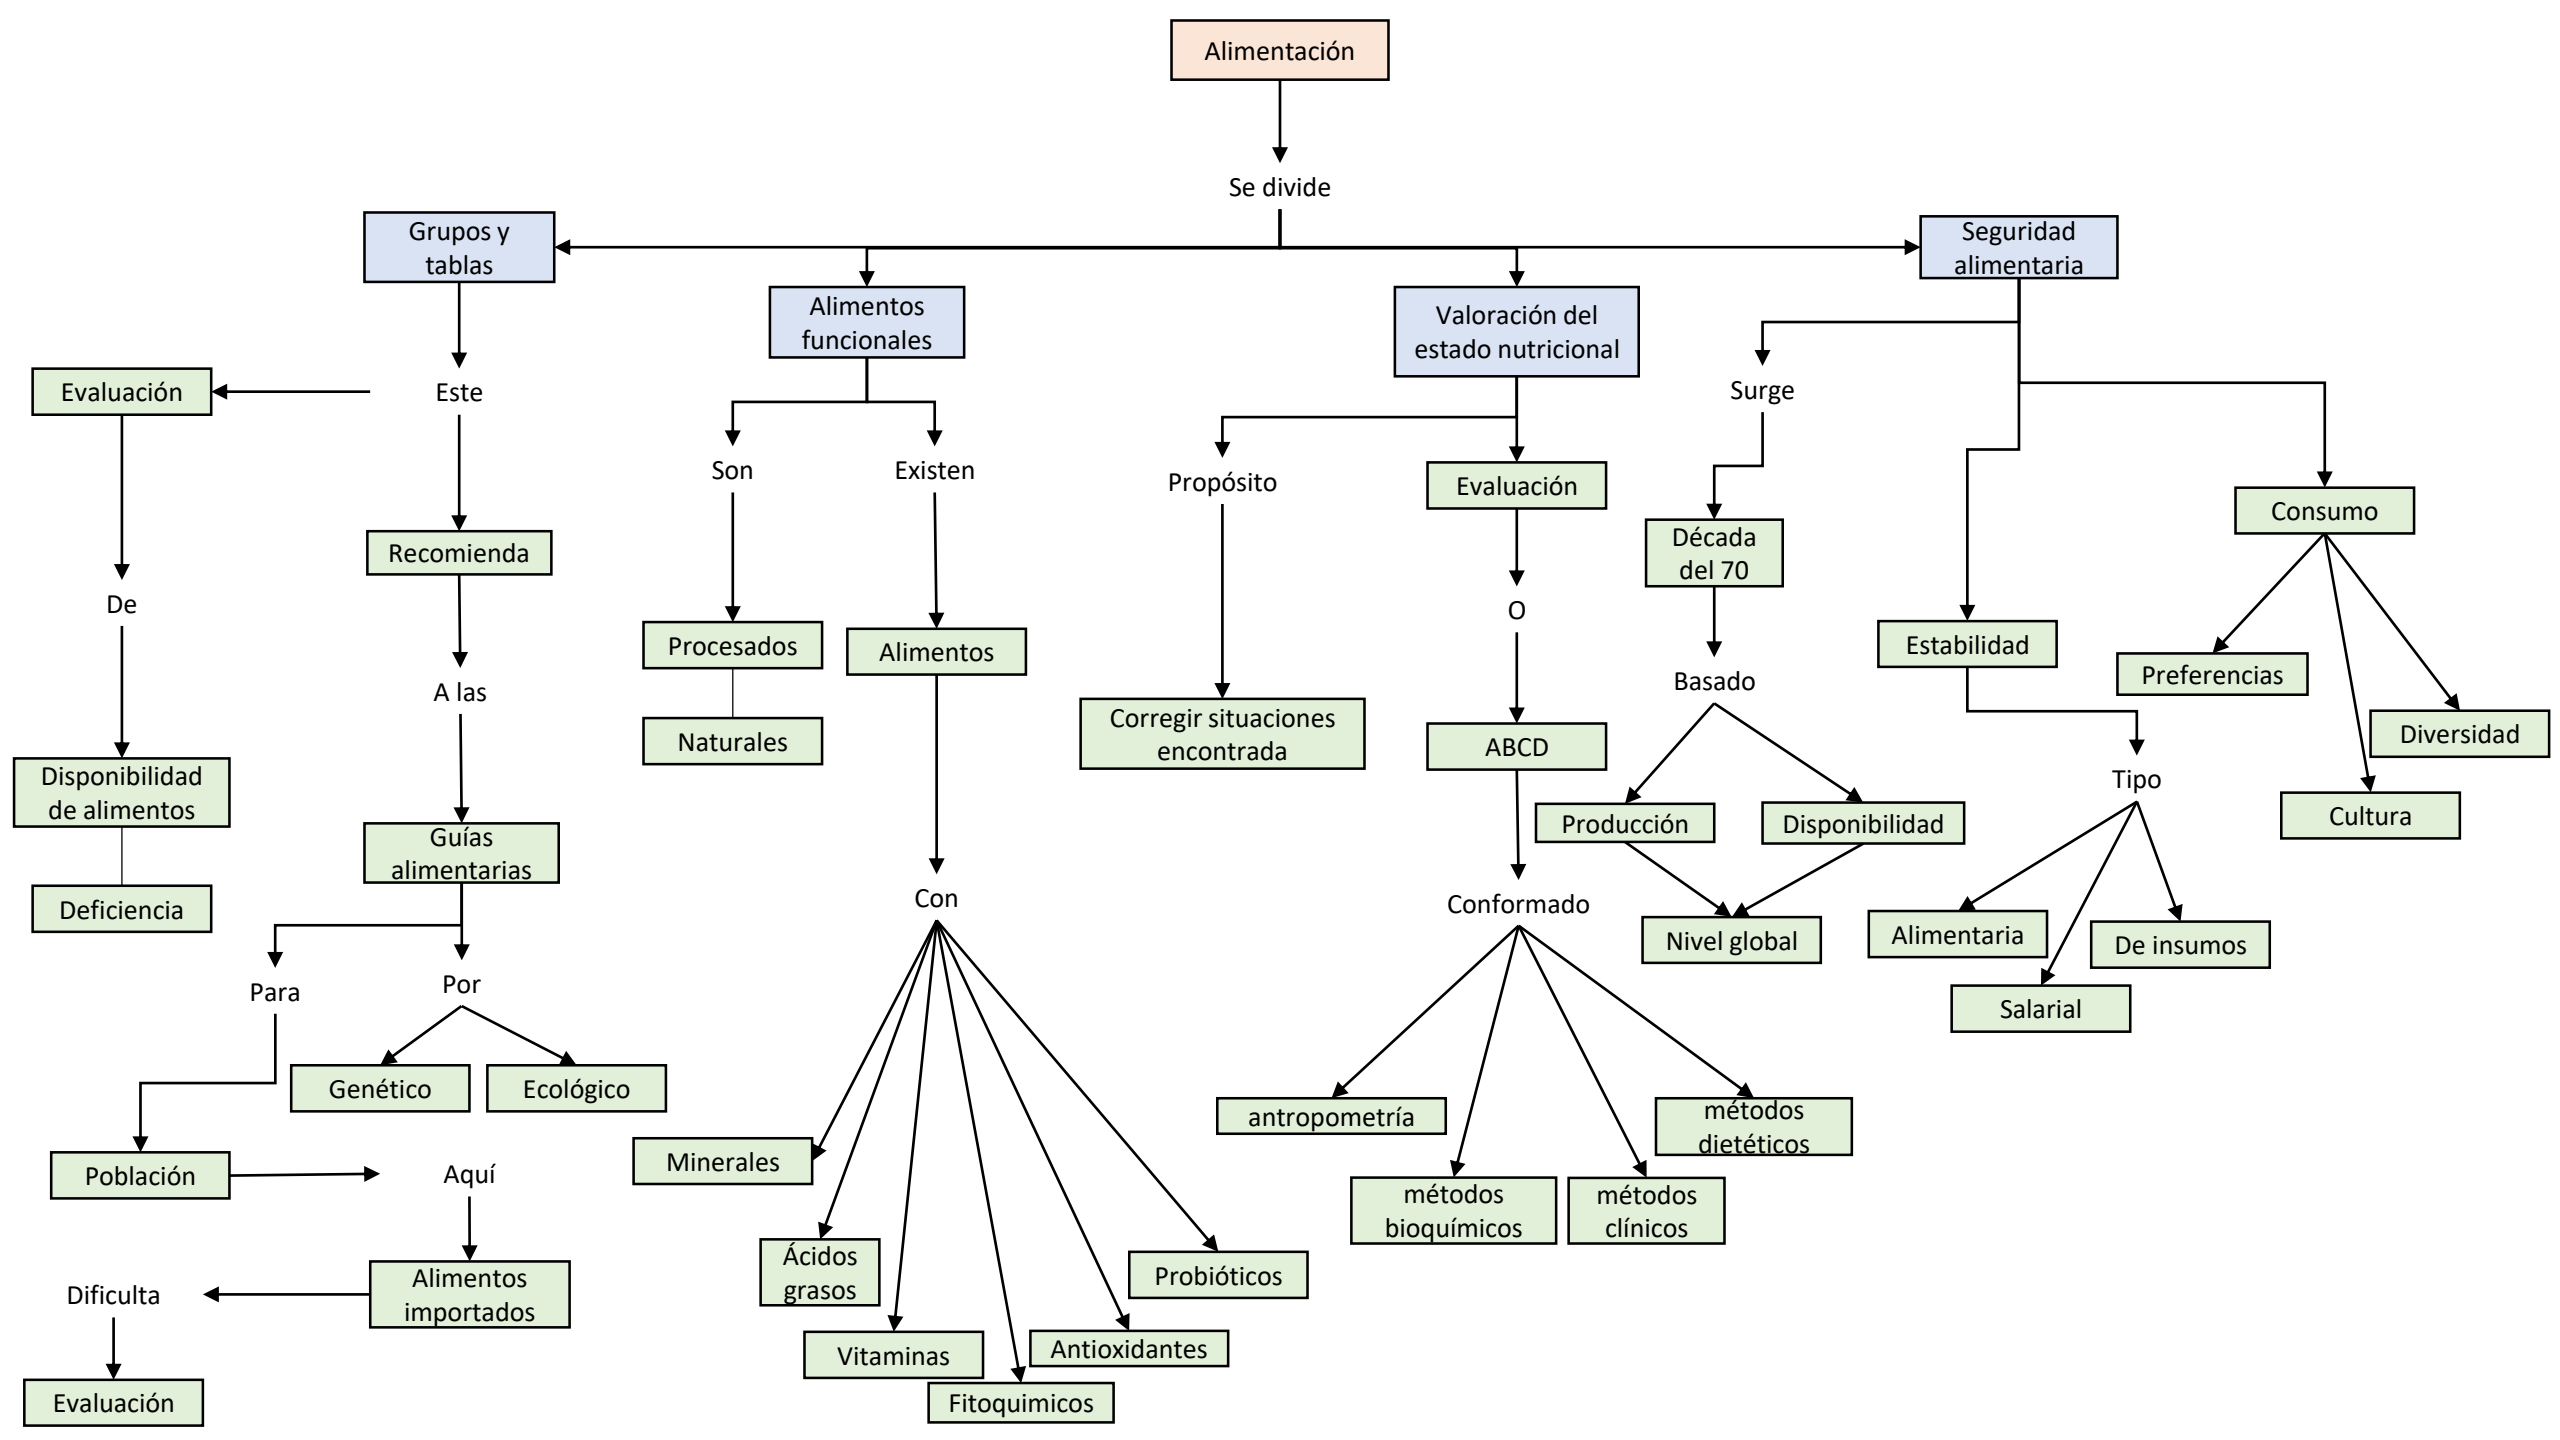 Alimentación
Se divide
Grupos y
tablas
Seguridad
alimentaria
Alimentos
funcionales
Valoración del
estado nutricional
Evaluación
Este
Surge
Son
Existen
Propósito
Evaluación
Consumo
Recomienda
Década
del 70
De
O
Procesados
Alimentos
Estabilidad
Preferencias
A las
Basado
Naturales
Corregir situaciones
encontrada
ABCD
Diversidad
Disponibilidad
de alimentos
Tipo
Cultura
Producción
Disponibilidad
Guías
alimentarias
Deficiencia
Con
Conformado
Nivel global
Alimentaria
De insumos
Para
Por
Salarial
Genético
Ecológico
antropometría
métodos
dietéticos
Población
Aquí
Minerales
métodos
bioquímicos
métodos
clínicos
Ácidos
grasos
Probióticos
Dificulta
Alimentos
importados
Vitaminas
Antioxidantes
Evaluación
Fitoquimicos